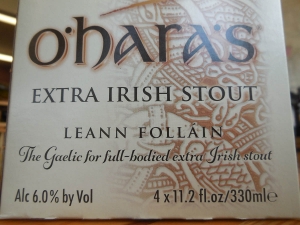 O'hara's
EXTRA IRISH STOUT
LEANN FOLLÁIN
The Gaelic for full-bodied extra Irish stout
Alc 6.0% by Vol 4 x 11.2 fl.oz/330ml℮